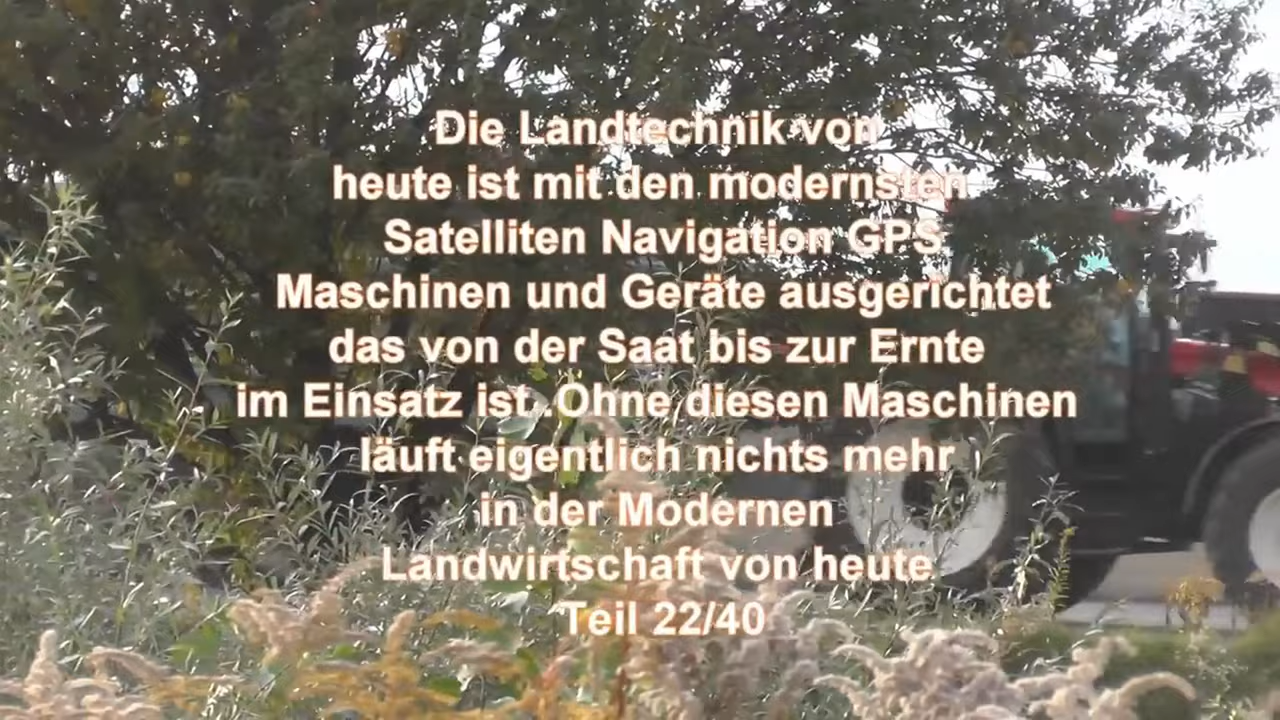 Die Landtechnik von
heute ist mit den modernsten
Satelliten Navigation GPS
Maschinen und Geräte ausgerichtet
das von der Saat bis zur Ernte
im Einsatz ist. Ohne diesen Maschinen
läuft eigentlich nichts mehr
in der Modernen
Landwirtschaft von heute
Teil 22/40